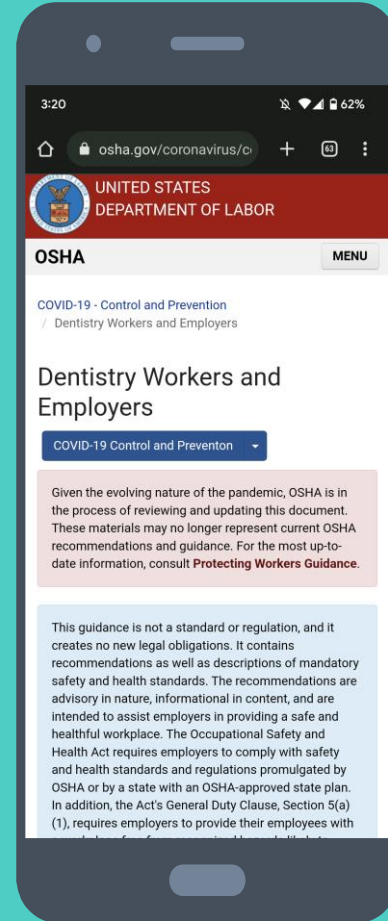 3:20
62%
osha.gov/coronavirus/c
63
UNITED STATES
DEPARTMENT OF LABOR
OSHA
MENU
COVID-19 - Control and Prevention
/ Dentistry Workers and Employers
Dentistry Workers and
Employers
COVID-19 Control and Preventon
Given the evolving nature of the pandemic, OSHA is in
the process of reviewing and updating this document.
These materials may no longer represent current OSHA
recommendations and guidance. For the most up-to-
date information, consult Protecting Workers Guidance.
This guidance is not a standard or regulation, and it
creates no new legal obligations. It contains
recommendations as well as descriptions of mandatory
safety and health standards. The recommendations are
advisory in nature, informational in content, and are
intended to assist employers in providing a safe and
healthful workplace. The Occupational Safety and
Health Act requires employers to comply with safety
and health standards and regulations promulgated by
OSHA or by a state with an OSHA-approved state plan.
In addition, the Act's General Duty Clause, Section 5(a)
(1), requires employers to provide their employees with